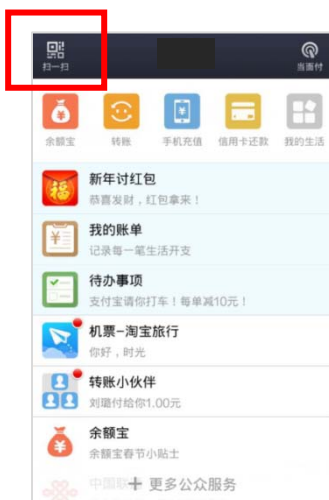 扫一扫
当面付
余额宝 转账 手机充值 信用卡还款 我的生活
新年讨红包
恭喜发财，红包拿来！
我的账单
记录每一笔生活开支
待办事项
支付宝请你打车！每单减10元！
机票-淘宝旅行
你好，时光
转账小伙伴
刘璐付给你1.00元
余额宝
余额宝春节小贴士
更多公众服务